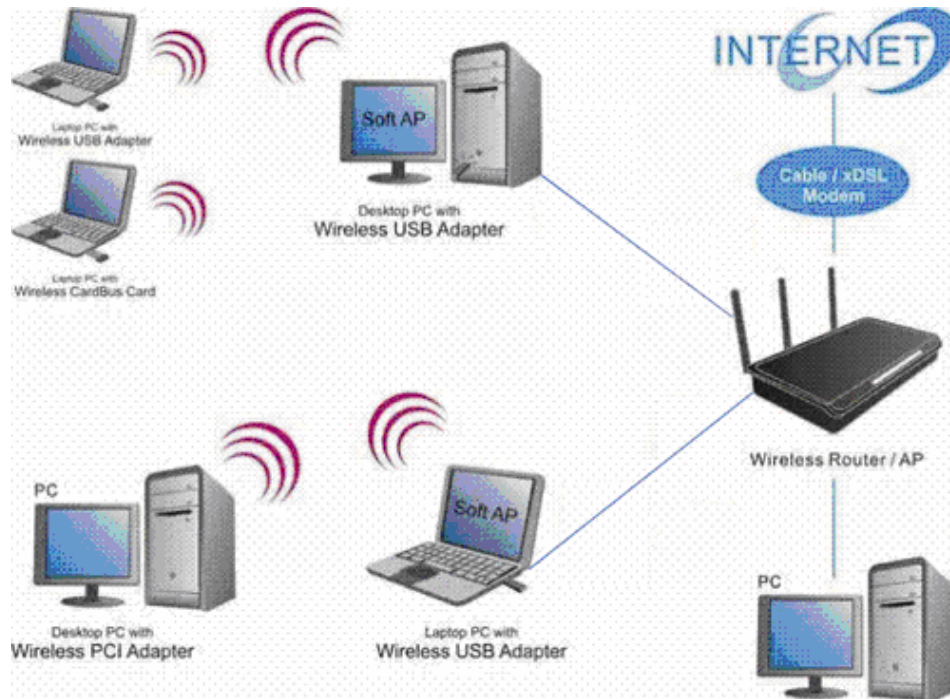 INTERNET
Soft AP
Laptop PC with
Wireless USB Adapter
Cable / xDSL
Modem
Desktop PC with
Wireless USB Adapter
Laptop PC with
Wireless CardBus Card
Wireless Router / AP
PC
Soft AP
PC
Desktop PC with
Wireless PCI Adapter
Laptop PC with
Wireless USB Adapter